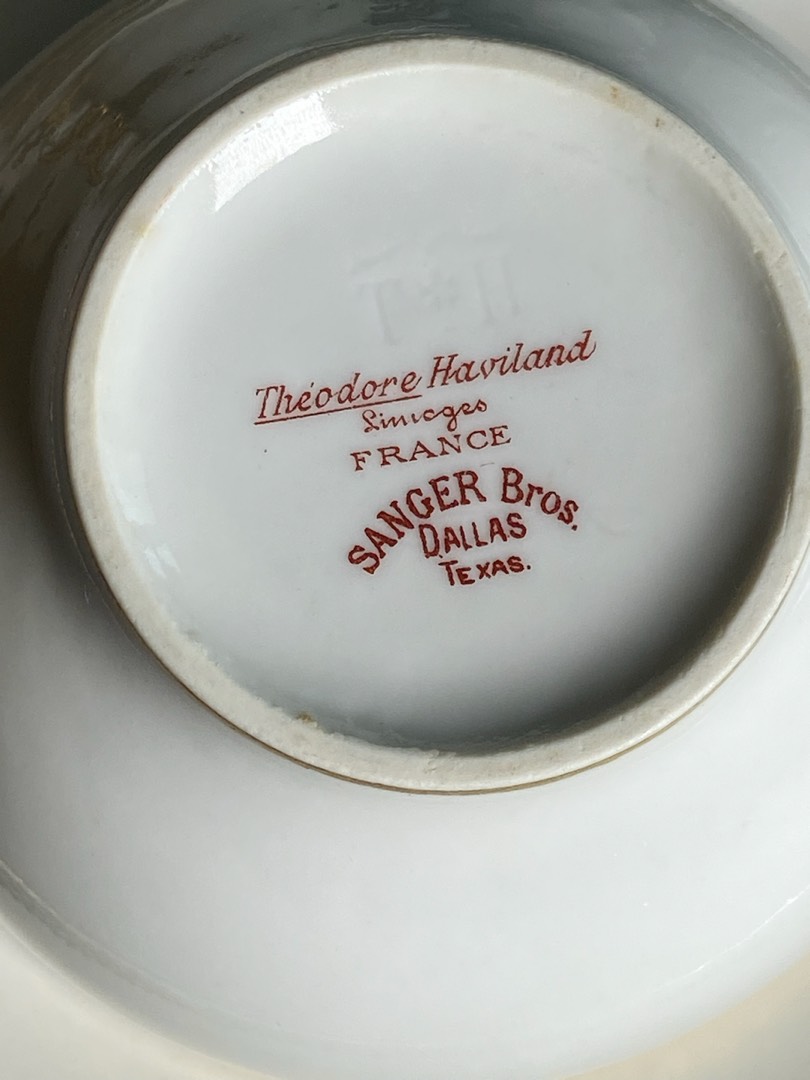 Théodore Haviland
Limoges
FRANCE
SANGER Bros.
DALLAS
TEXAS.